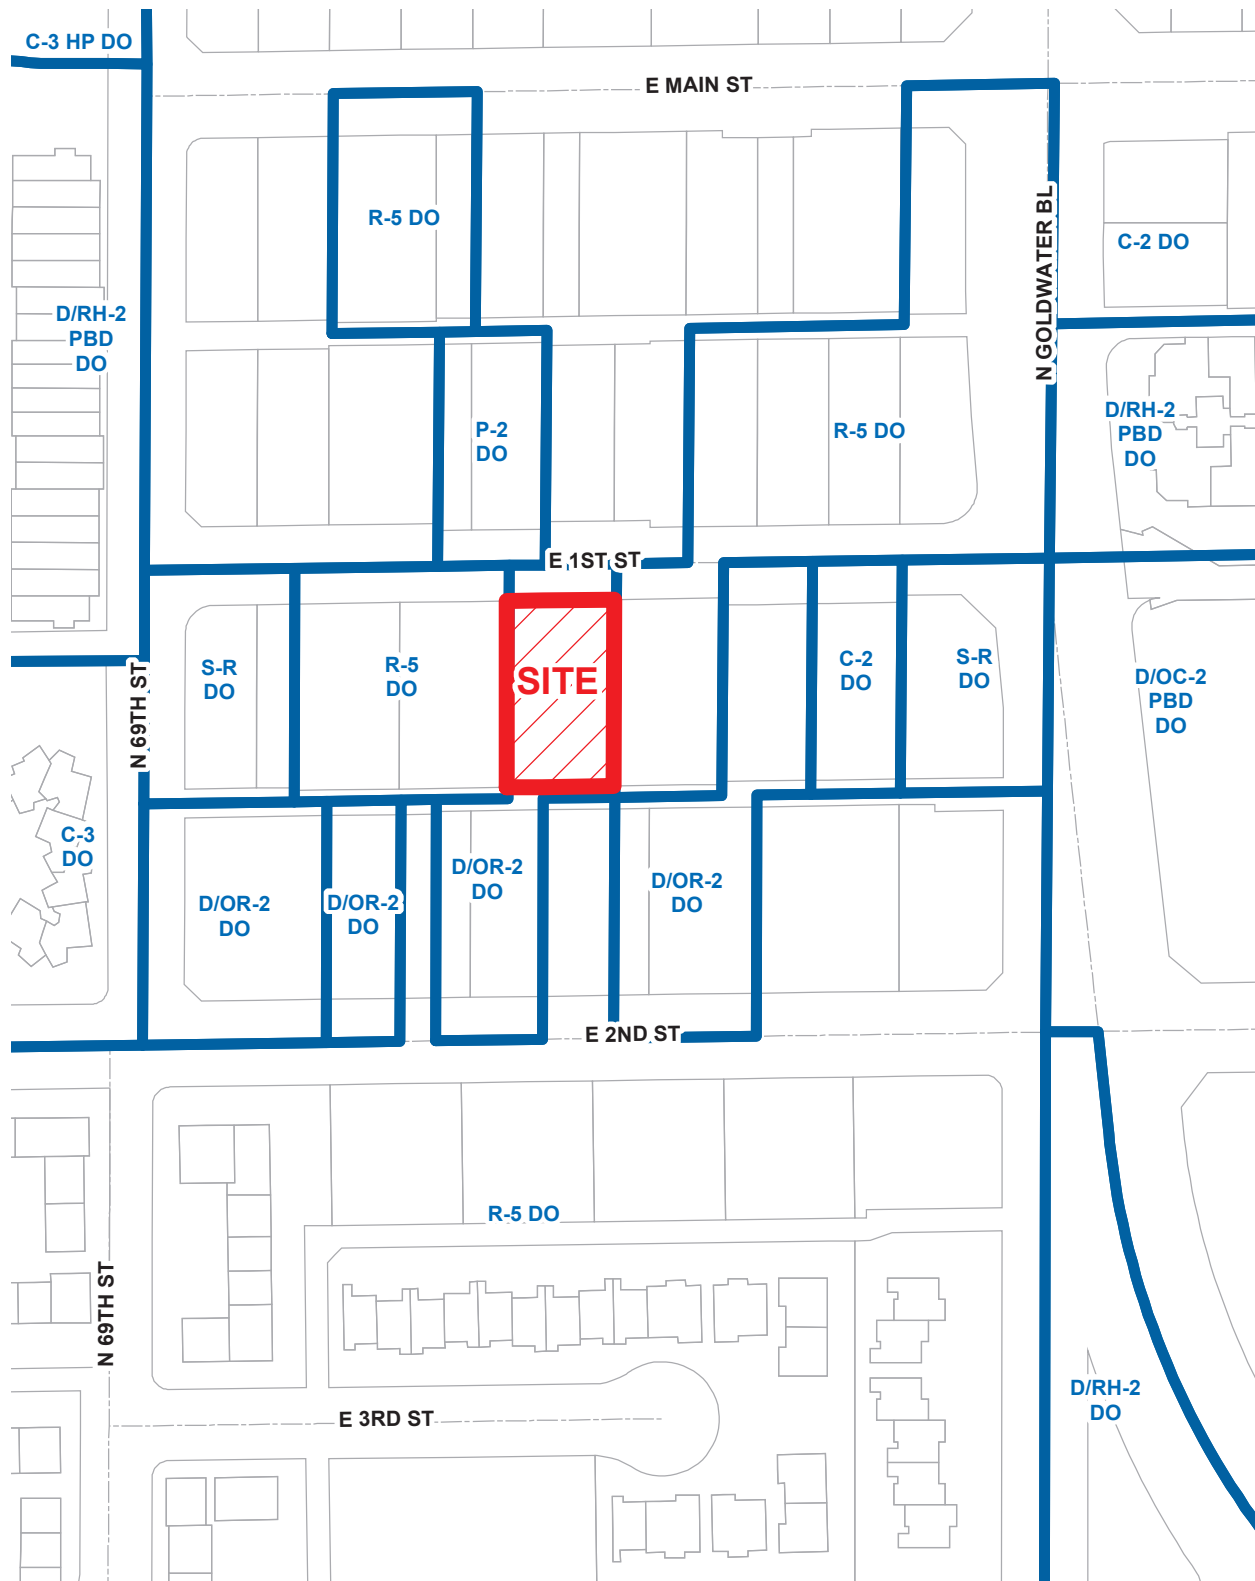 C-3 HP DO
E MAIN ST
R-5 DO
N GOLDWATER BL
C-2 DO
D/RH-2
PBD
DO
P-2
DO
R-5 DO
D/RH-2
PBD
DO
E 1ST ST
N 69TH ST
S-R
DO
R-5
DO
SITE
C-2
DO
S-R
DO
D/OC-2
PBD
DO
C-3
DO
D/OR-2
DO
D/OR-2
DO
D/OR-2
DO
D/OR-2
DO
E 2ND ST
R-5 DO
N 69TH ST
E 3RD ST
D/RH-2
DO